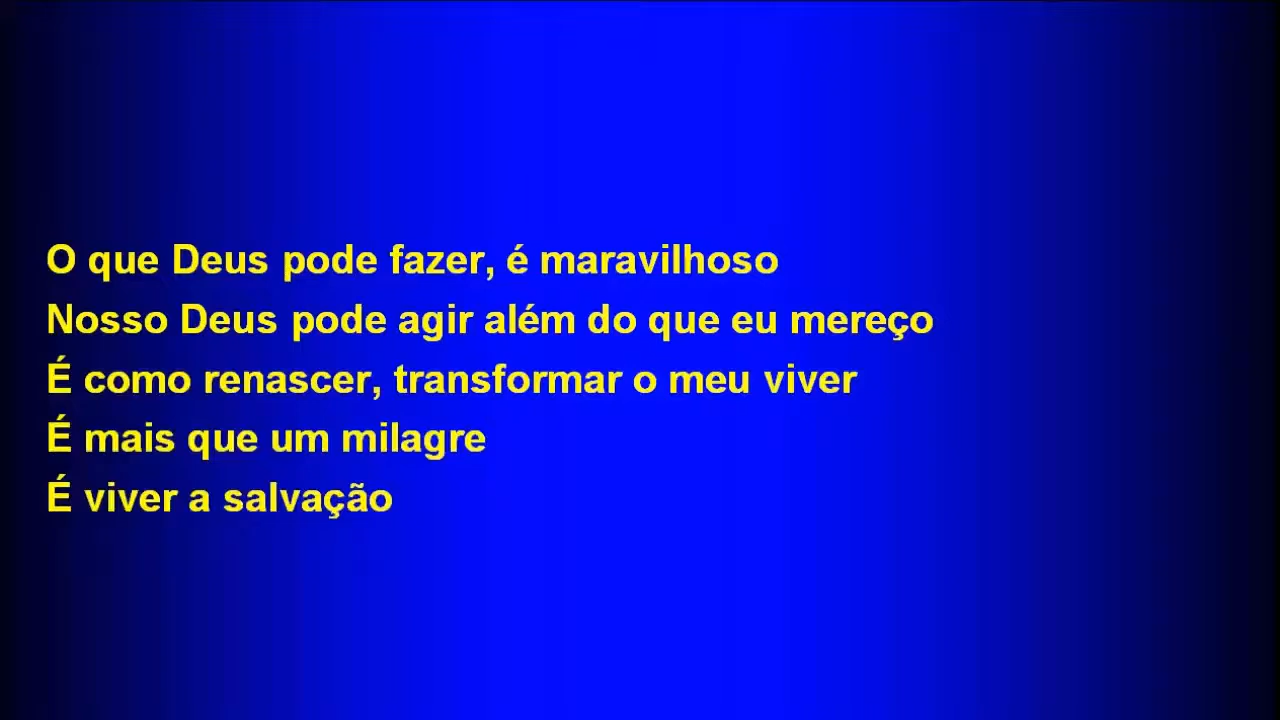 O que Deus pode fazer, é maravilhoso
Nosso Deus pode agir além do que eu mereço
É como renascer, transformar o meu viver
É mais que um milagre
É viver a salvação